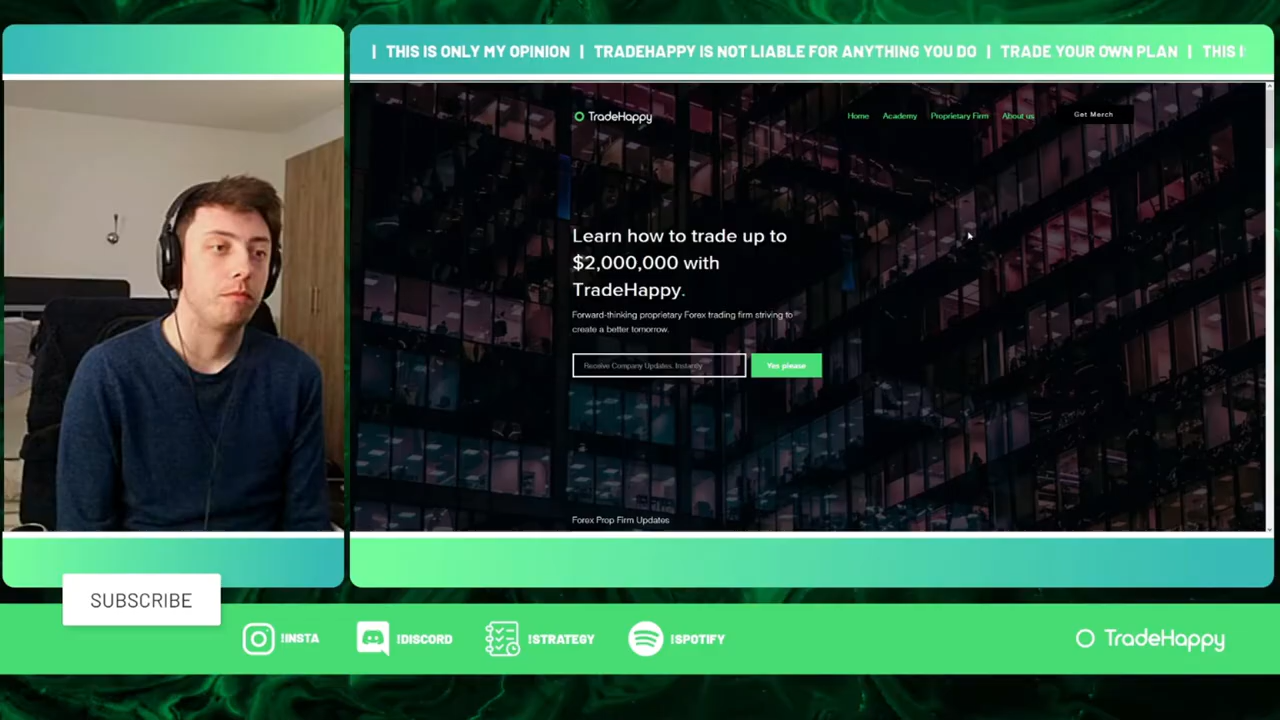 | THIS IS ONLY MY OPINION | TRADEHAPPY IS NOT LIABLE FOR ANYTHING YOU DO | TRADE YOUR OWN PLAN | THIS I
TradeHappy
Home Academy Proprietary Firm About us Get Merch
Learn how to trade up to
$2,000,000 with
TradeHappy.
Forward-thinking proprietary Forex trading firm striving to
create a better tomorrow.
Receive Company Updates. Instantly
Yes please
Forex Prop Firm Updates
SUBSCRIBE
!INSTA !DISCORD !STRATEGY !SPOTIFY
TradeHappy